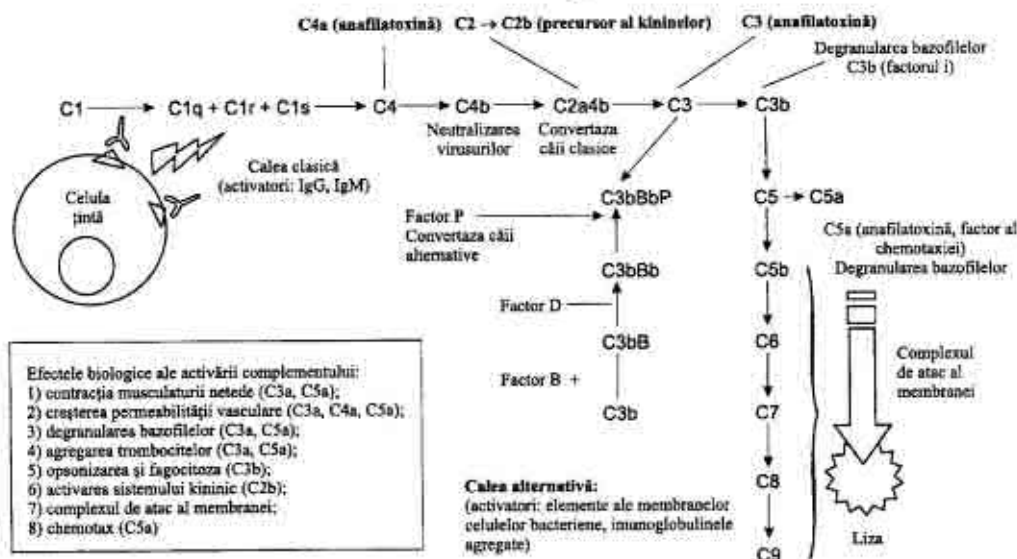 C4a (anafilatoxină) C2 → C2b (precursor al kininelor) C3 (anafilatoxină)
Degranularea bazofilelor
C3b (factorul i)
C1 → C1q + C1r + C1s → C4 → C4b → C2a4b → C3 → C3b
Neutralizarea
virusurilor
Convertaza
căii clasice
Calea clasică
(activatori: IgG, IgM)
Celula
țintă
C3bBbP
Factor P
Convertaza căii
alternative
C5 → C5a
C5a (anafilatoxină, factor al
chemotaxiei)
Degranularea bazofilelor
C3bBb
C5b
Factor D
C3bB
C6
Factor B +
C3b
C7
Complexul
de atac al
membranei
C8
C9
Liza
Efectele biologice ale activării complementului:
1) contracția musculaturii netede (C3a, C5a);
2) creșterea permeabilității vasculare (C3a, C4a, C5a);
3) degranularea bazofilelor (C3a, C5a);
4) agregarea trombocitelor (C3a, C5a);
5) opsonizarea și fagocitoza (C3b);
6) activarea sistemului kininic (C2b);
7) complexul de atac al membranei;
8) chemotax (C5a)
Calea alternativă:
(activatori: elemente ale membranelor
celulelor bacteriene, imunoglobulinele
agregate)